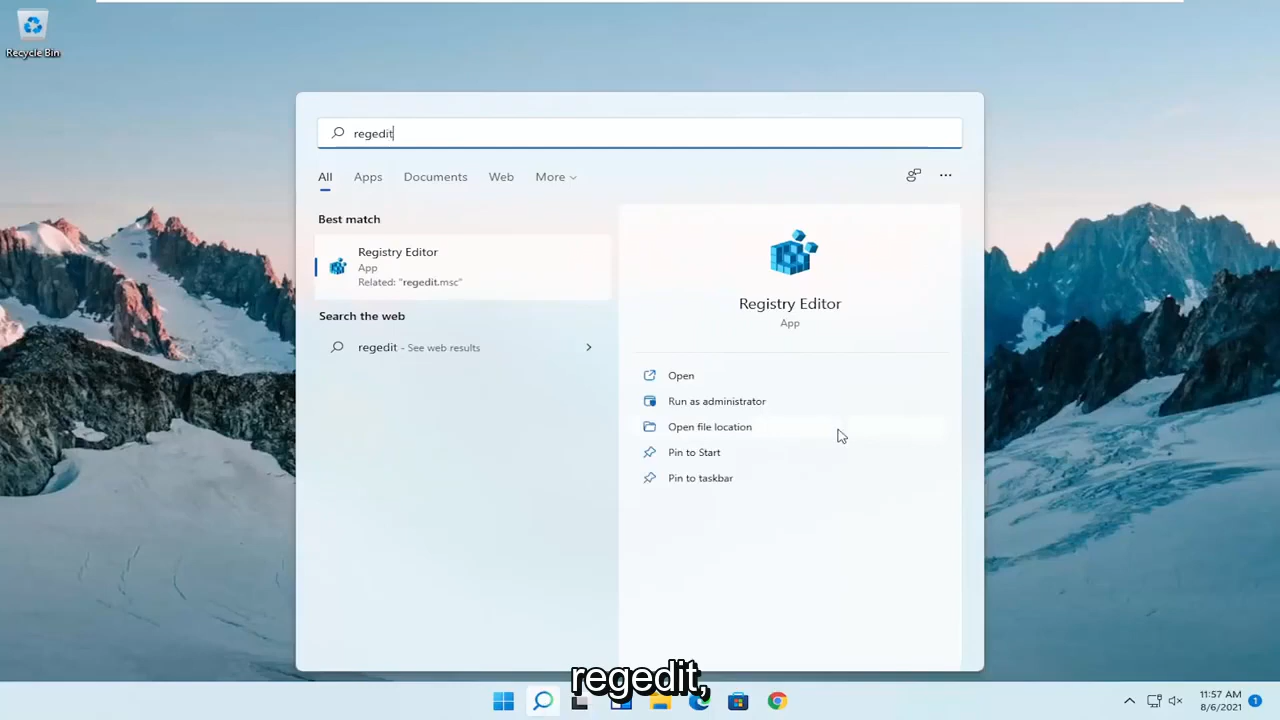 Recycle Bin
regedit
All
Apps
Documents
Web
More
Best match
Registry Editor
App
Related: "regedit.msc"
Search the web
regedit - See web results
Registry Editor
App
Open
Run as administrator
Open file location
Pin to Start
Pin to taskbar
regedit,
11:57 AM
8/6/2021
1